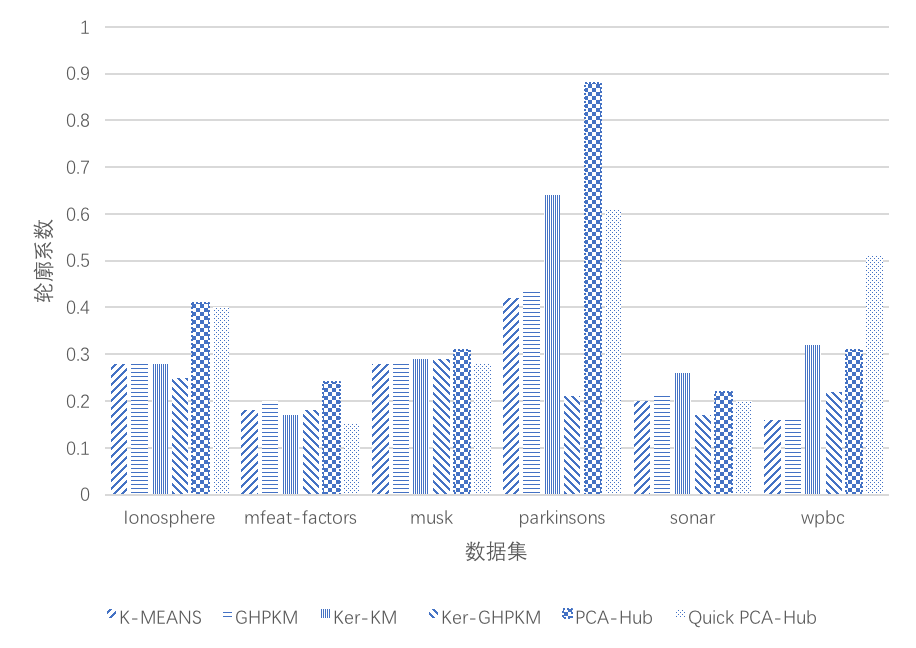 1
0.9
0.8
0.7
0.6
0.5
0.4
0.3
0.2
0.1
0
轮廓系数
Ionosphere mfeat-factors musk parkinsons sonar wpbc
数据集
K-MEANS GHPKM Ker-KM Ker-GHPKM PCA-Hub Quick PCA-Hub